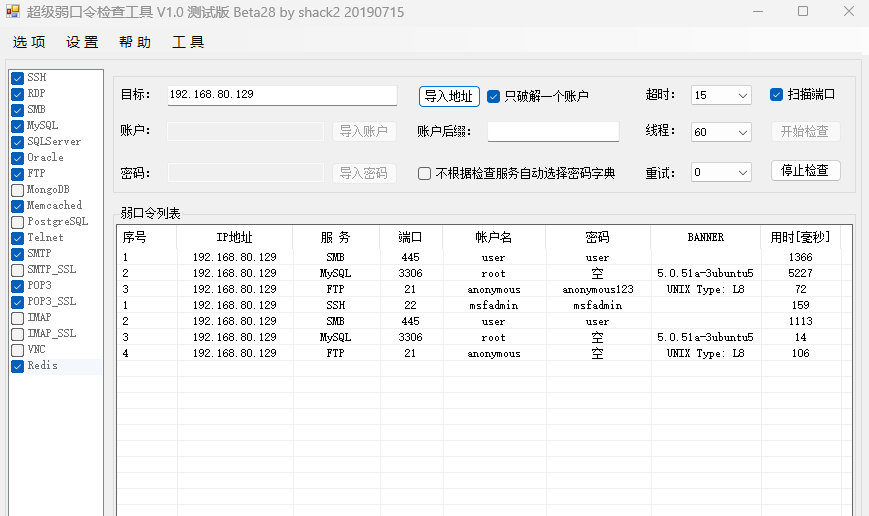 超级弱口令检查工具 V1.0 测试版 Beta28 by shack2 20190715
选项 设置 帮助 工具
SSH
RDP
SMB
MySQL
SQLServer
Oracle
FTP
MongoDB
Memcached
PostgreSQL
Telnet
SMTP
SMTP_SSL
POP3
POP3_SSL
IMAP
IMAP_SSL
VNC
Redis
目标: 192.168.80.129 导入地址 只破解一个账户 超时: 15 扫描端口
账户: 导入账户 账户后缀: 线程: 60 开始检查
密码: 导入密码 不根据检查服务自动选择密码字典 重试: 0 停止检查
弱口令列表
序号 IP地址 服 务 端口 帐户名 密码 BANNER 用时[毫秒]
1 192.168.80.129 SMB 445 user user 1366
2 192.168.80.129 MySQL 3306 root 空 5.0.51a-3ubuntu5 5227
3 192.168.80.129 FTP 21 anonymous anonymous123 UNIX Type: L8 72
1 192.168.80.129 SSH 22 msfadmin msfadmin 159
2 192.168.80.129 SMB 445 user user 1113
3 192.168.80.129 MySQL 3306 root 空 5.0.51a-3ubuntu5 14
4 192.168.80.129 FTP 21 anonymous 空 UNIX Type: L8 106